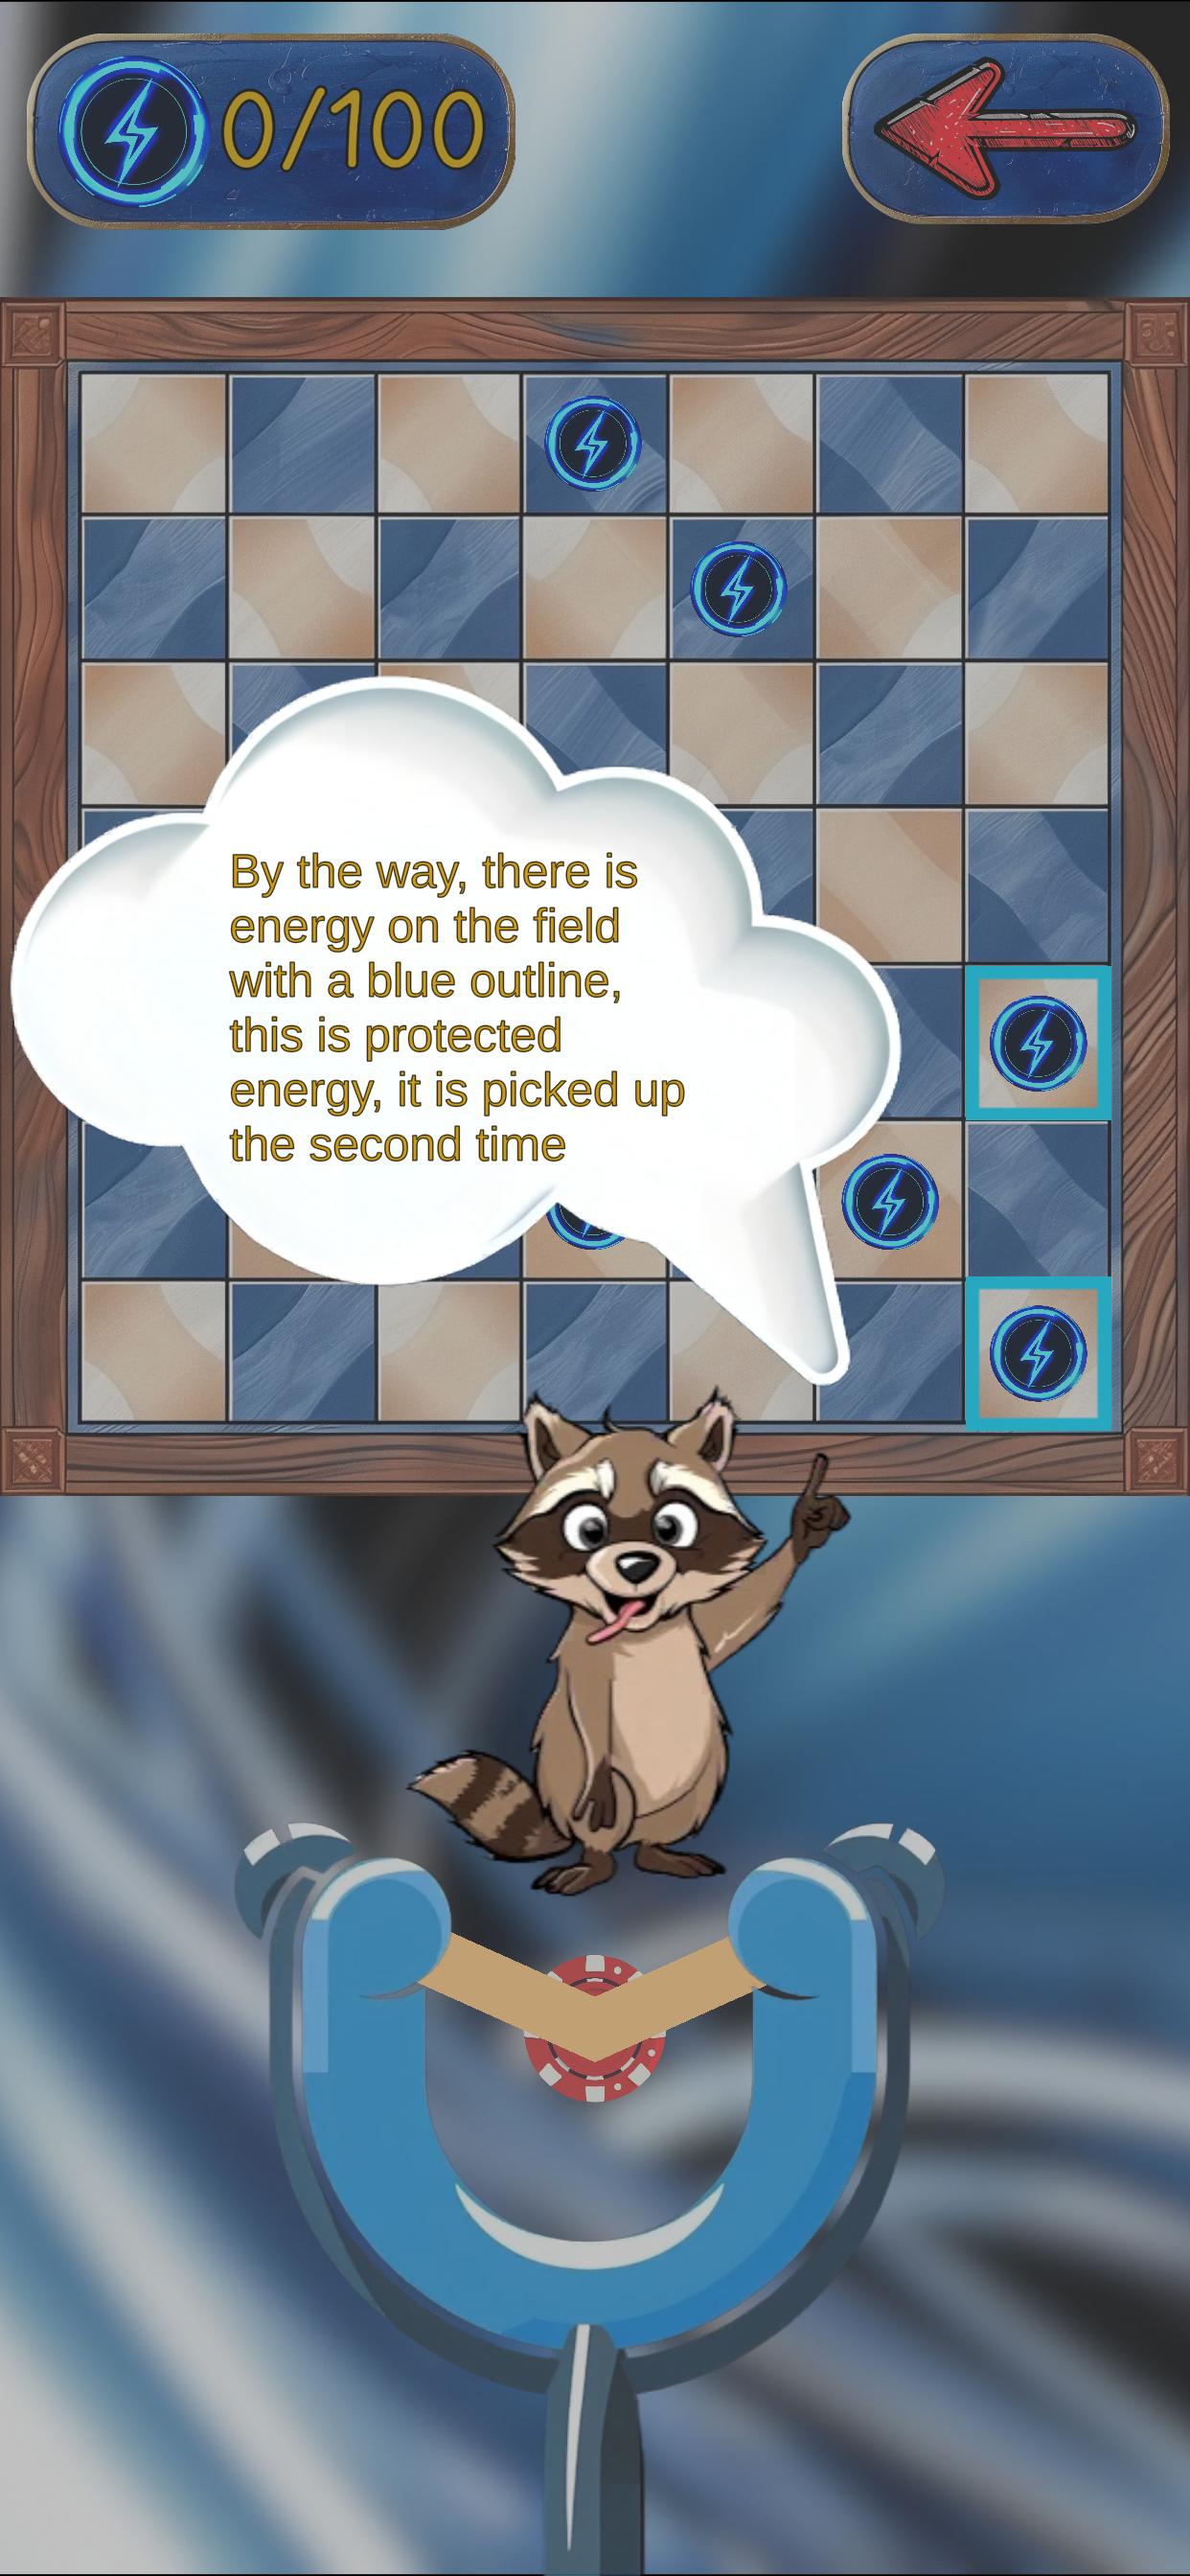 0/100
By the way, there is
energy on the field
with a blue outline,
this is protected
energy, it is picked up
the second time